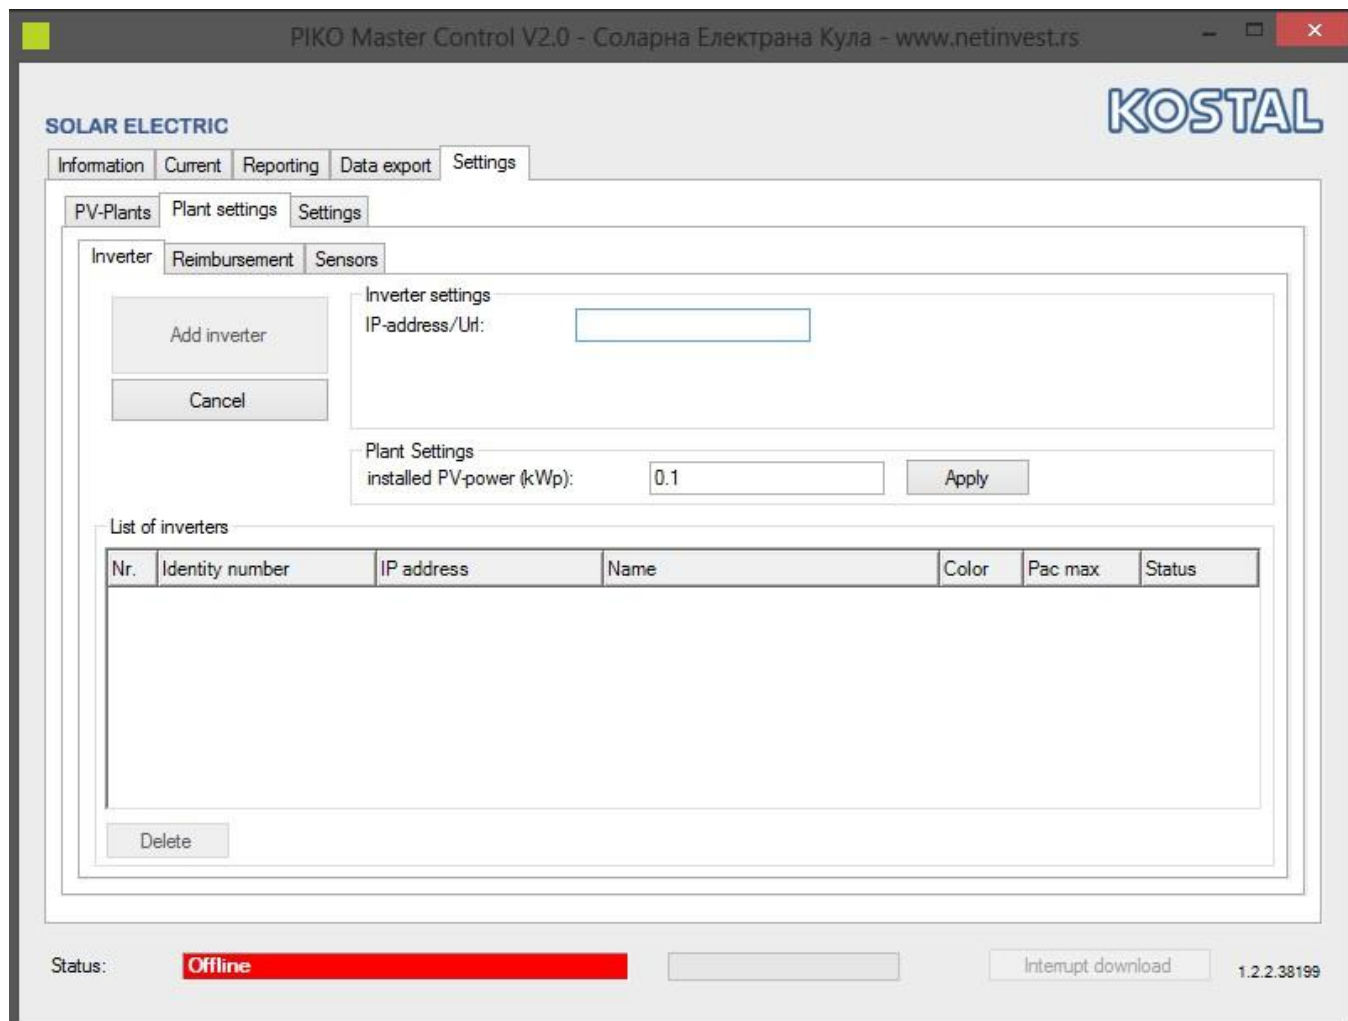 PIKO Master Control V2.0 - Соларна Електрана Кула - www.netinvest.rs
KOSTAL
SOLAR ELECTRIC
Information Current Reporting Data export Settings
PV-Plants Plant settings Settings
Inverter Reimbursement Sensors
Inverter settings
Add inverter
IP-address/Url:
Cancel
Plant Settings
installed PV-power (kWp): 0.1 Apply
List of inverters
Nr. Identity number IP address Name Color Pac max Status
Delete
Status: Offline Interrupt download 1.2.2.38199